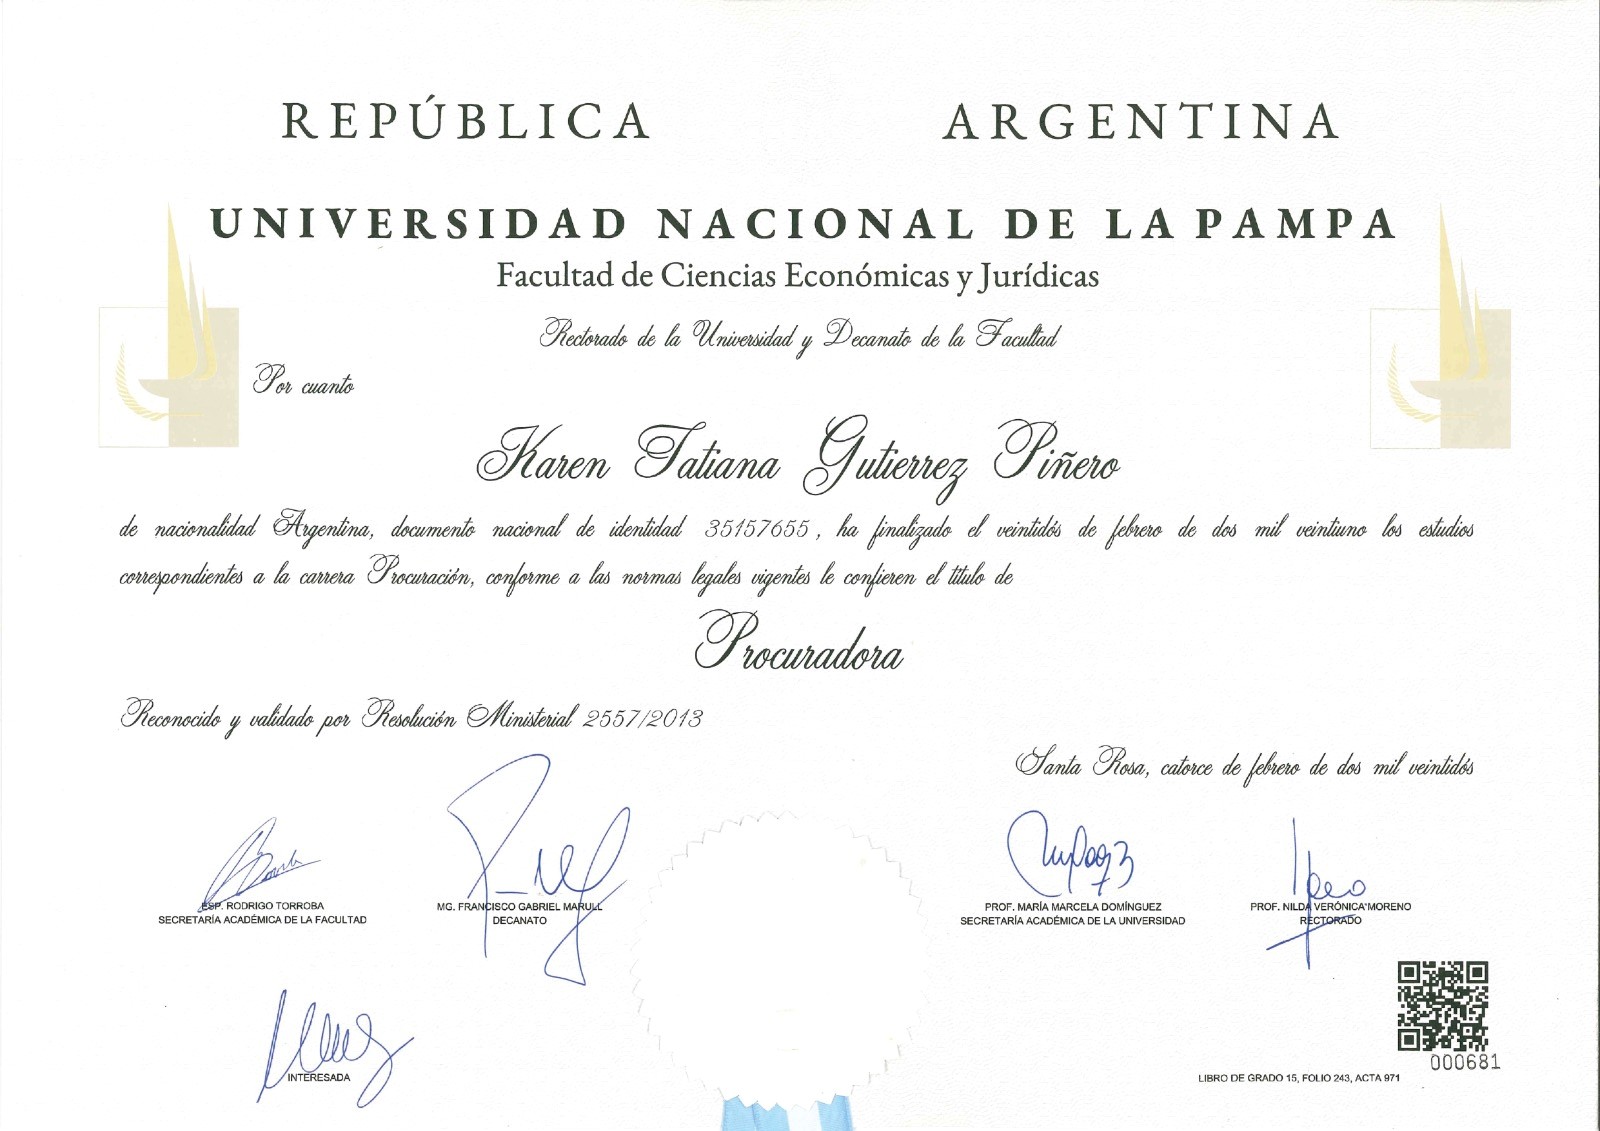 REPÚBLICA ARGENTINA
UNIVERSIDAD NACIONAL DE LA PAMPA
Facultad de Ciencias Económicas y Jurídicas
Rectorado de la Universidad y Decanato de la Facultad
Por cuanto
Karen Tatiana Gutierrez Piñero
de nacionalidad Argentina, documento nacional de identidad 35157655, ha finalizado el veintidós de febrero de dos mil veintiuno los estudios
correspondientes a la carrera Procuración, conforme a las normas legales vigentes le confieren el título de
Procuradora
Reconocido y validado por Resolución Ministerial 2557/2013
Santa Rosa, catorce de febrero de dos mil veintidós
ESP. RODRIGO TORROBA
SECRETARÍA ACADÉMICA DE LA FACULTAD
MG. FRANCISCO GABRIEL MARULL
DECANATO
PROF. MARÍA MARCELA DOMÍNGUEZ
SECRETARÍA ACADÉMICA DE LA UNIVERSIDAD
PROF. NILDA VERÓNICA MORENO
RECTORADO
INTERESADA
000681
LIBRO DE GRADO 15, FOLIO 243, ACTA 971